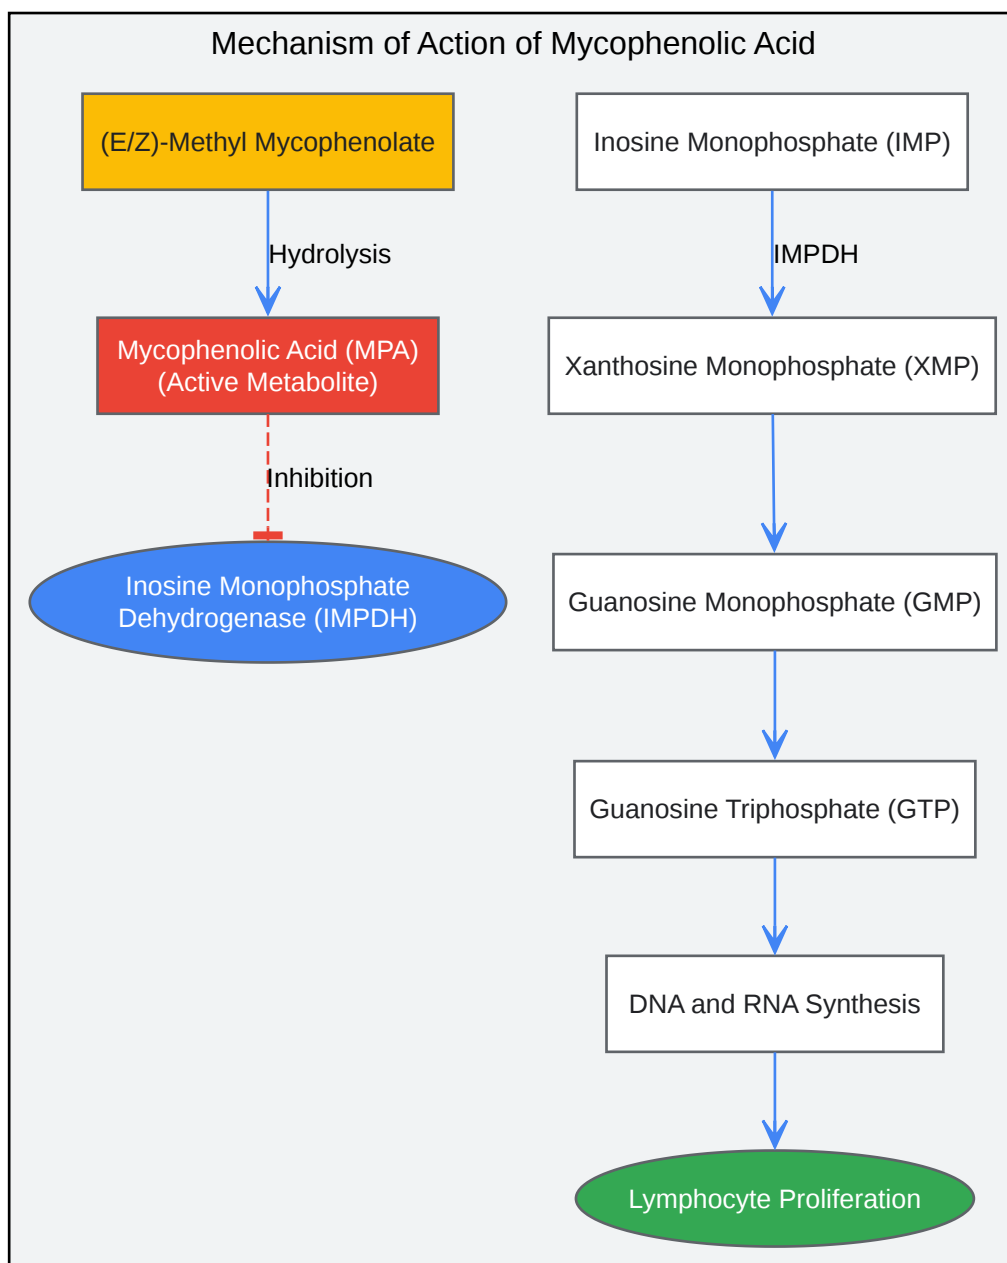 Mechanism of Action of Mycophenolic Acid
(E/Z)-Methyl Mycophenolate
Hydrolysis
Mycophenolic Acid (MPA)
(Active Metabolite)
Inhibition
Inosine Monophosphate
Dehydrogenase (IMPDH)
Inosine Monophosphate (IMP)
IMPDH
Xanthosine Monophosphate (XMP)
Guanosine Monophosphate (GMP)
Guanosine Triphosphate (GTP)
DNA and RNA Synthesis
Lymphocyte Proliferation